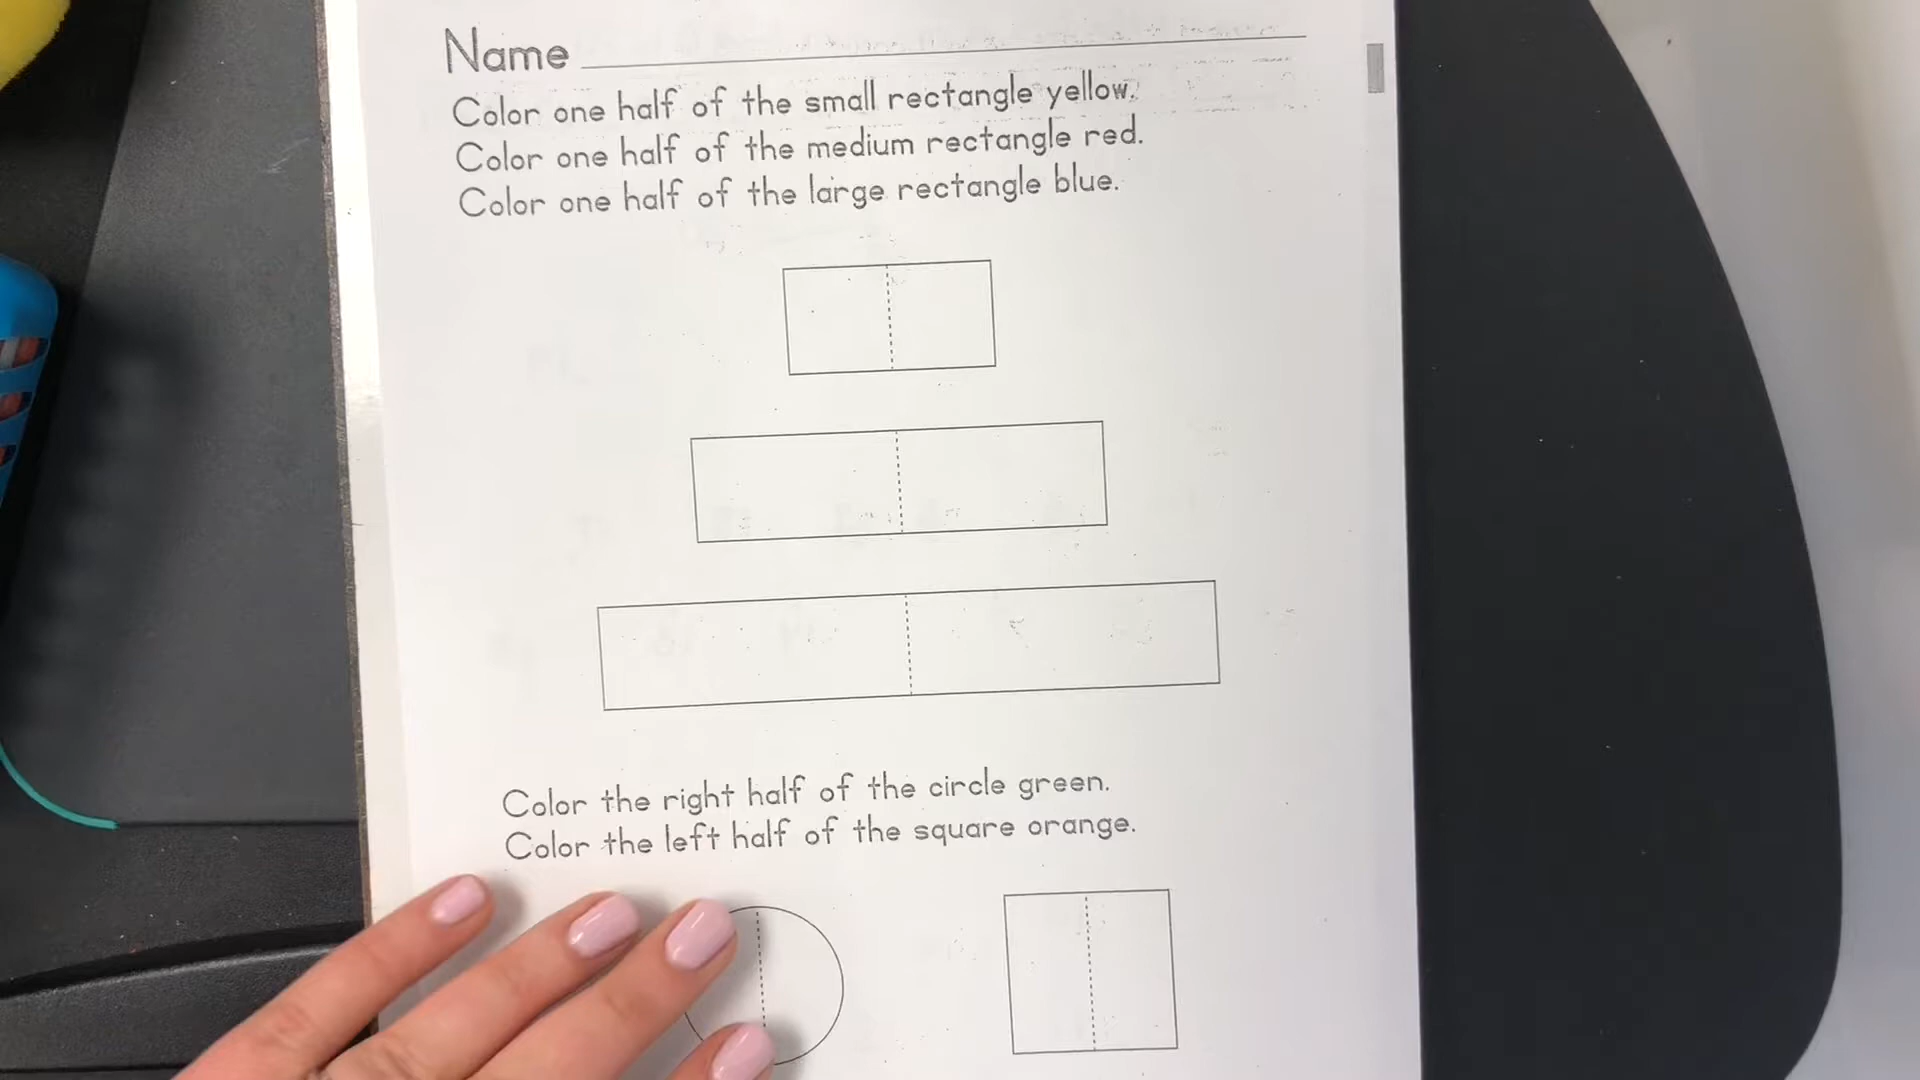 Name
Color one half of the small rectangle yellow.
Color one half of the medium rectangle red.
Color one half of the large rectangle blue.
Color the right half of the circle green.
Color the left half of the square orange.